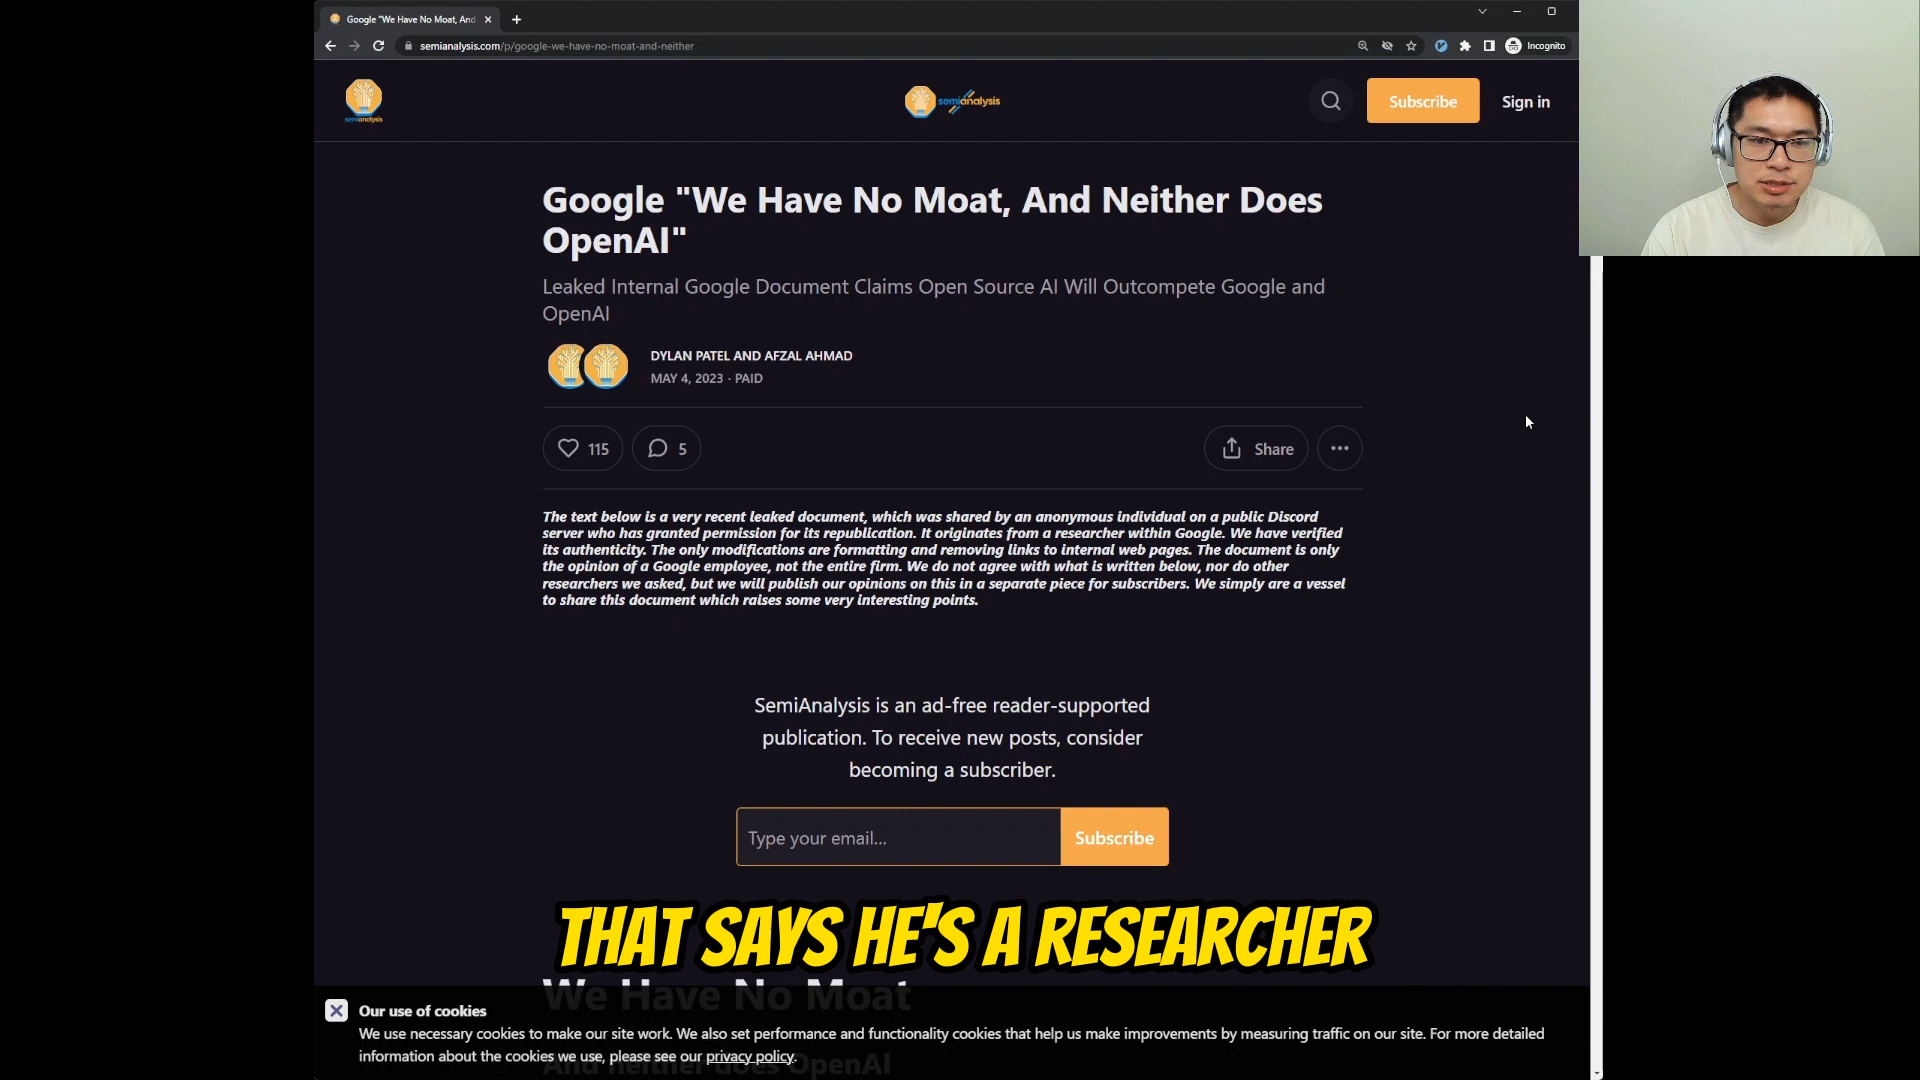 Google "We Have No Moat, And
semianalysis.com/p/google-we-have-no-moat-and-neither
Incognito
semianalysis
semianalysis
Subscribe
Sign in
Google "We Have No Moat, And Neither Does
OpenAI"
Leaked Internal Google Document Claims Open Source AI Will Outcompete Google and
OpenAI
DYLAN PATEL AND AFZAL AHMAD
MAY 4, 2023 · PAID
115
5
Share
The text below is a very recent leaked document, which was shared by an anonymous individual on a public Discord
server who has granted permission for its republication. It originates from a researcher within Google. We have verified
its authenticity. The only modifications are formatting and removing links to internal web pages. The document is only
the opinion of a Google employee, not the entire firm. We do not agree with what is written below, nor do other
researchers we asked, but we will publish our opinions on this in a separate piece for subscribers. We simply are a vessel
to share this document which raises some very interesting points.
SemiAnalysis is an ad-free reader-supported
publication. To receive new posts, consider
becoming a subscriber.
Type your email...
Subscribe
THAT SAYS HE'S A RESEARCHER
We Have No Moat
Our use of cookies
We use necessary cookies to make our site work. We also set performance and functionality cookies that help us make improvements by measuring traffic on our site. For more detailed
information about the cookies we use, please see our privacy policy.
And neither does OpenAI